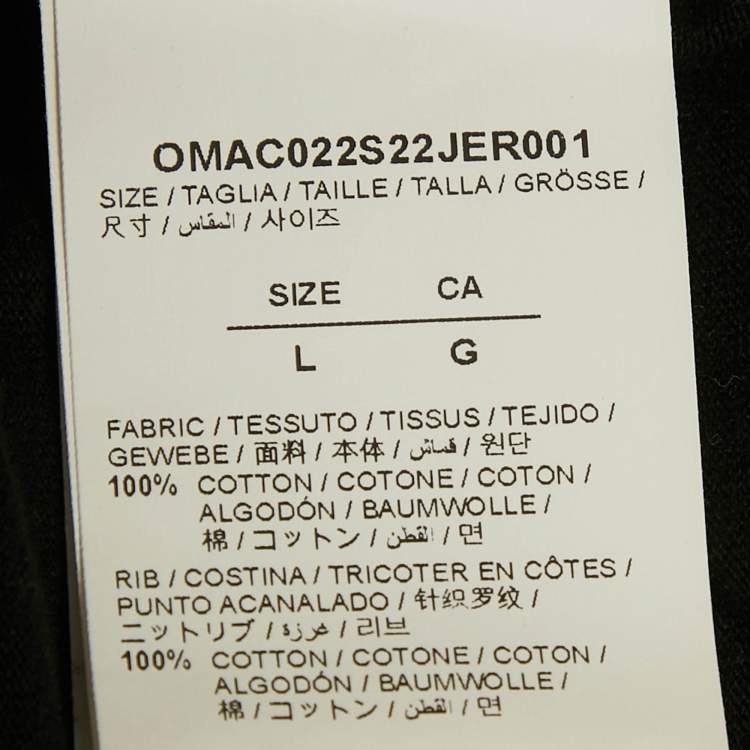 OMAC022S22JER001
SIZE / TAGLIA / TAILLE / TALLA / GRÖSSE /
尺寸 / المقاس / 사이즈
SIZE CA
L G
FABRIC / TESSUTO / TISSUS / TEJIDO /
GEWEBE / 面料 / 本体 / قماش / 원단
100% COTTON / COTONE / COTON /
ALGODÓN / BAUMWOLLE /
棉 / コットン / القطن / 면
RIB / COSTINA / TRICOTER EN CÔTES /
PUNTO ACANALADO / 针织罗纹 /
ニットリブ / غرزة / 리브
100% COTTON / COTONE / COTON /
ALGODÓN / BAUMWOLLE /
棉 / コットン / القطن / 면